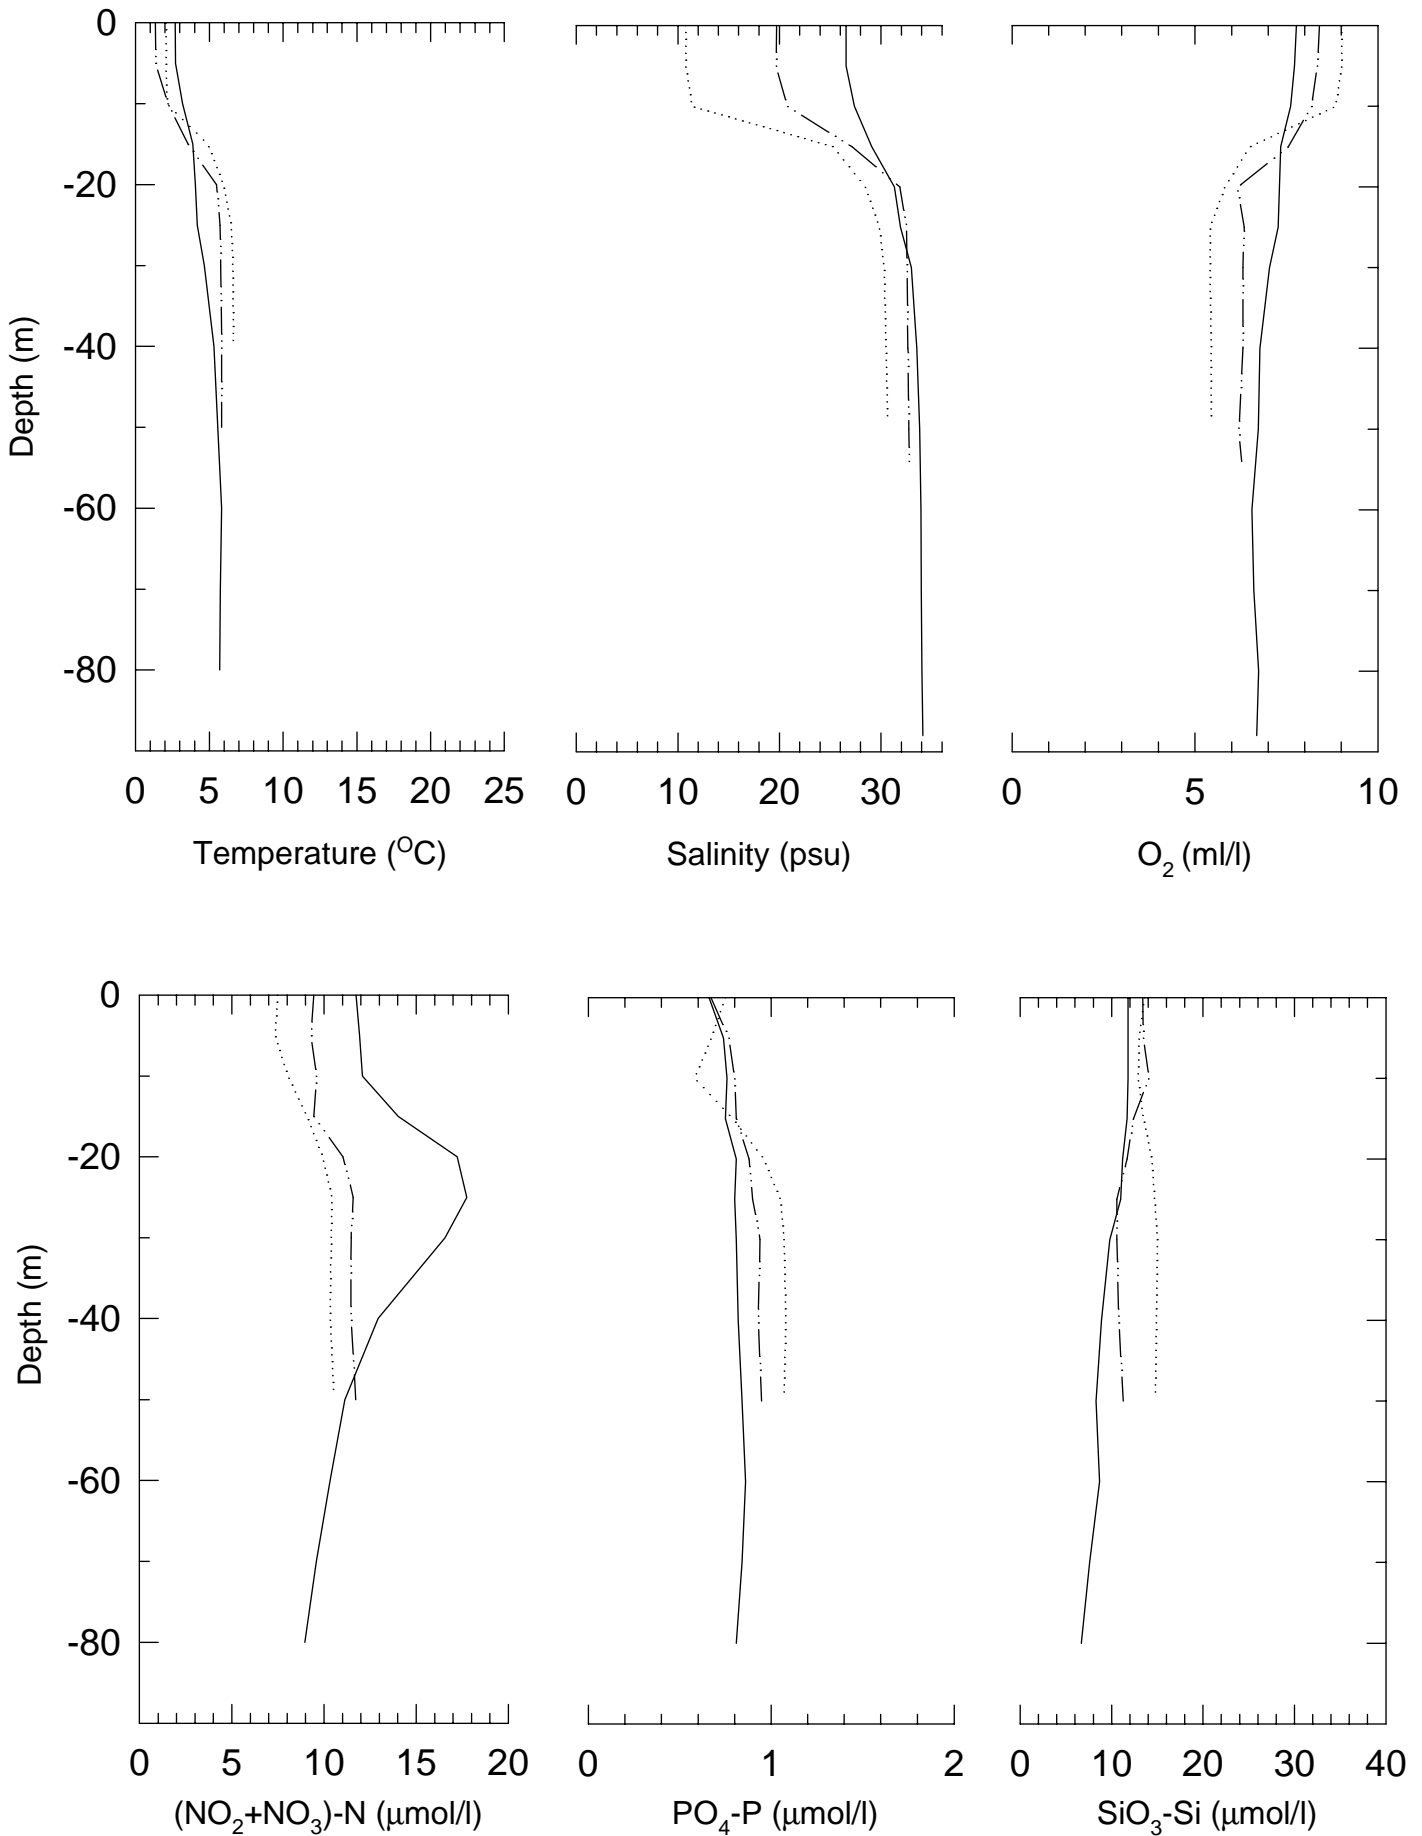 0
-20
-40
-60
-80
Depth (m)
0 5 10 15 20 25
Temperature (ᴼC)
0 10 20 30
Salinity (psu)
0 5 10
O₂ (ml/l)
0
-20
-40
-60
-80
Depth (m)
0 5 10 15 20
(NO₂+NO₃)-N (μmol/l)
0 1 2
PO₄-P (μmol/l)
0 10 20 30 40
SiO₃-Si (μmol/l)